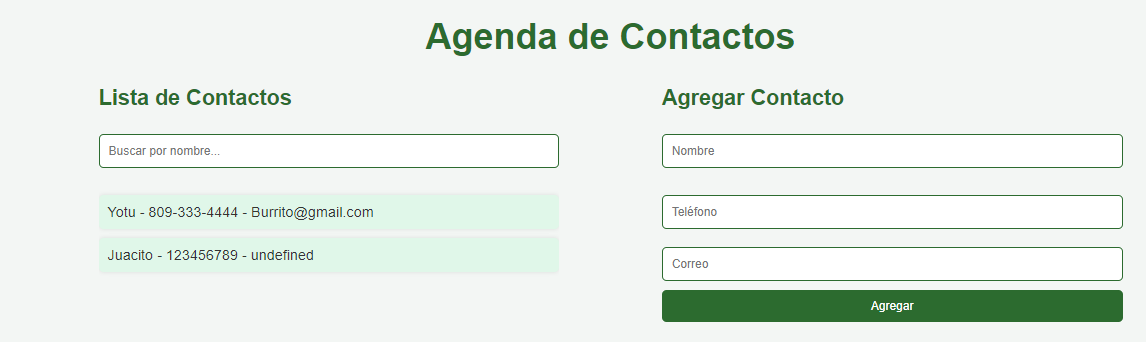 Agenda de Contactos
Lista de Contactos
Buscar por nombre...
Yotu - 809-333-4444 - Burrito@gmail.com
Juacito - 123456789 - undefined
Agregar Contacto
Nombre
Teléfono
Correo
Agregar